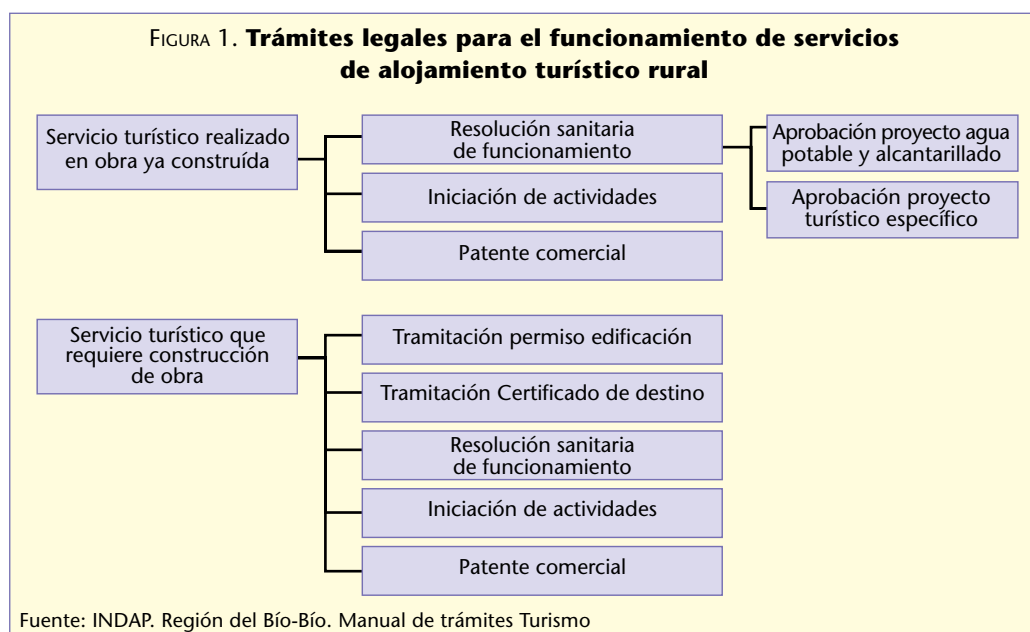 FIGURA 1. Trámites legales para el funcionamiento de servicios
de alojamiento turístico rural
Servicio turístico realizado
en obra ya construída
Resolución sanitaria
de funcionamiento
Iniciación de actividades
Patente comercial
Aprobación proyecto agua
potable y alcantarillado
Aprobación proyecto
turístico específico
Servicio turístico que
requiere construcción
de obra
Tramitación permiso edificación
Tramitación Certificado de destino
Resolución sanitaria
de funcionamiento
Iniciación de actividades
Patente comercial
Fuente: INDAP. Región del Bío-Bío. Manual de trámites Turismo